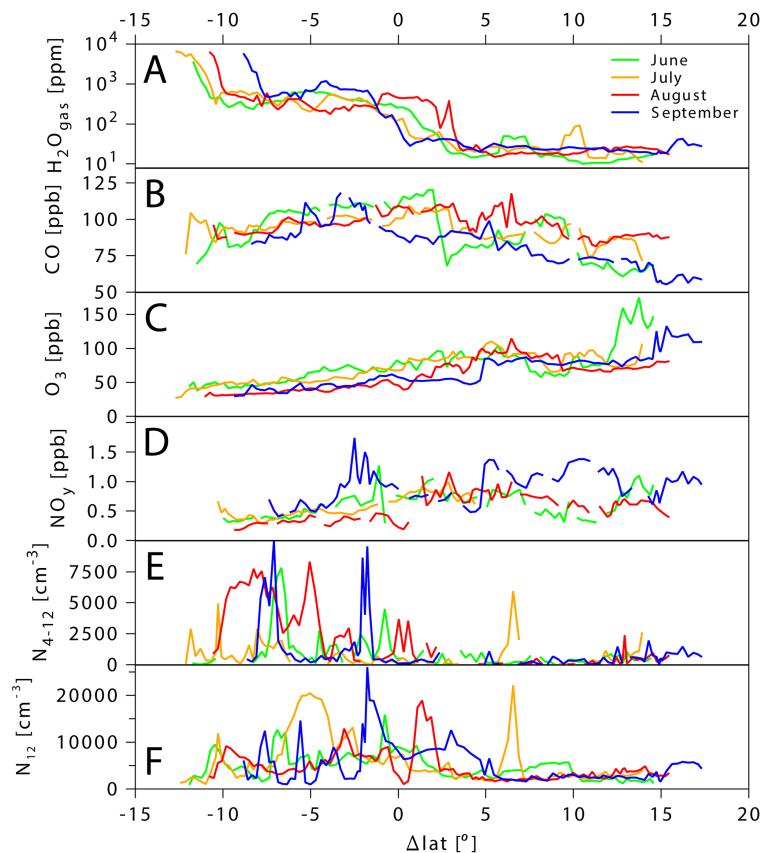 -15 -10 -5 0 5 10 15 20
A
H2Ogas [ppm]
10^4
10^3
10^2
10^1
June
July
August
September
B
CO [ppb]
125
100
75
50
C
O3 [ppb]
150
100
50
0
D
NOy [ppb]
1.5
1.0
0.5
0.0
E
N4-12 [cm^-3]
7500
5000
2500
0
F
N12 [cm^-3]
20000
10000
0
-15 -10 -5 0 5 10 15 20
Δlat [°]